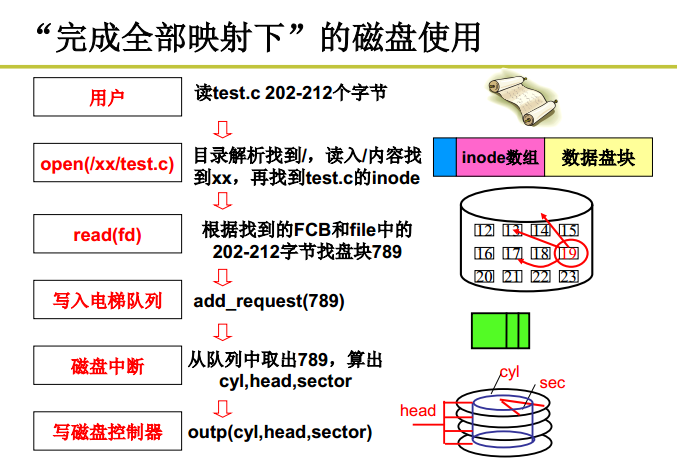 “完成全部映射下”的磁盘使用
用户
读test.c 202-212个字节
open(/xx/test.c)
目录解析找到/，读入/内容找
到xx，再找到test.c的inode
inode数组
数据盘块
read(fd)
根据找到的FCB和file中的
202-212字节找盘块789
12 13 14 15
16 17 18 19
20 21 22 23
写入电梯队列
add_request(789)
磁盘中断
从队列中取出789，算出
cyl,head,sector
写磁盘控制器
outp(cyl,head,sector)
cyl
sec
head